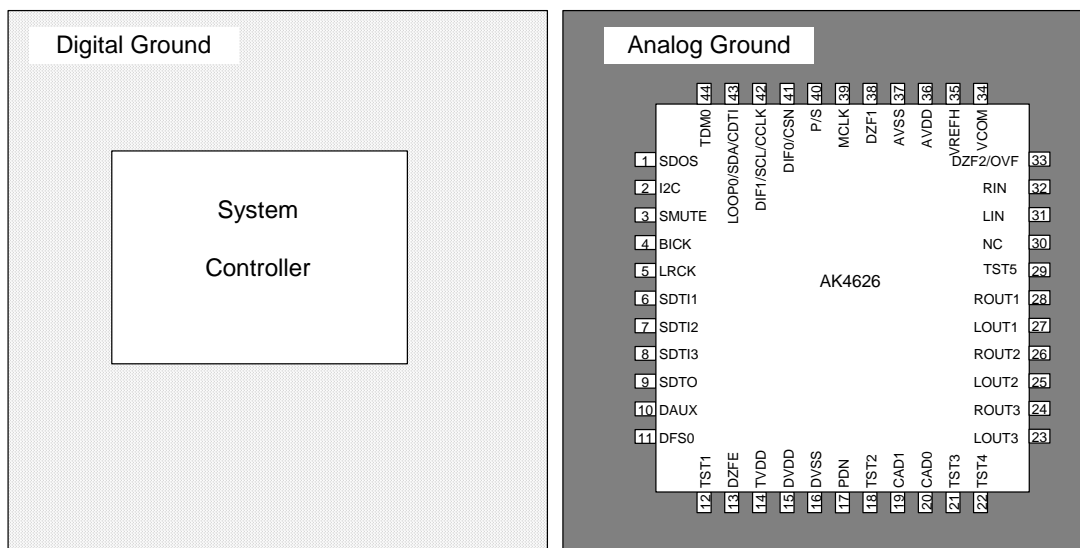 Digital Ground
System
Controller
Analog Ground
44 TDM0
43 LOOP0/SDA/CDTI
42 DIF1/SCL/CCLK
41 DIF0/CSN
40 P/S
39 MCLK
38 DZF1
37 AVSS
36 AVDD
35 VREFH
34 VCOM
1 SDOS
2 I2C
3 SMUTE
4 BICK
5 LRCK
6 SDTI1
7 SDTI2
8 SDTI3
9 SDTO
10 DAUX
11 DFS0
AK4626
DZF2/OVF 33
RIN 32
LIN 31
NC 30
TST5 29
ROUT1 28
LOUT1 27
ROUT2 26
LOUT2 25
ROUT3 24
LOUT3 23
12 TST1
13 DZFE
14 TVDD
15 DVDD
16 DVSS
17 PDN
18 TST2
19 CAD1
20 CAD0
21 TST3
22 TST4